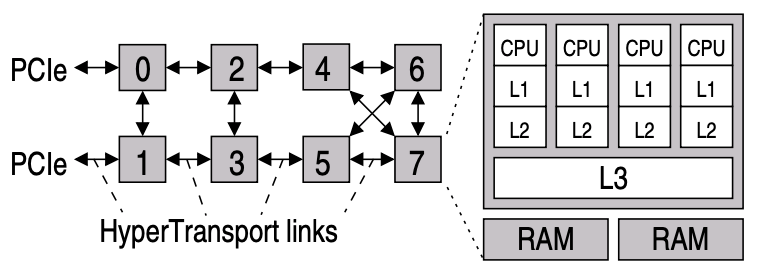 PCIe 0 2 4 6
PCIe 1 3 5 7
HyperTransport links
CPU CPU CPU CPU
L1 L1 L1 L1
L2 L2 L2 L2
L3
RAM RAM